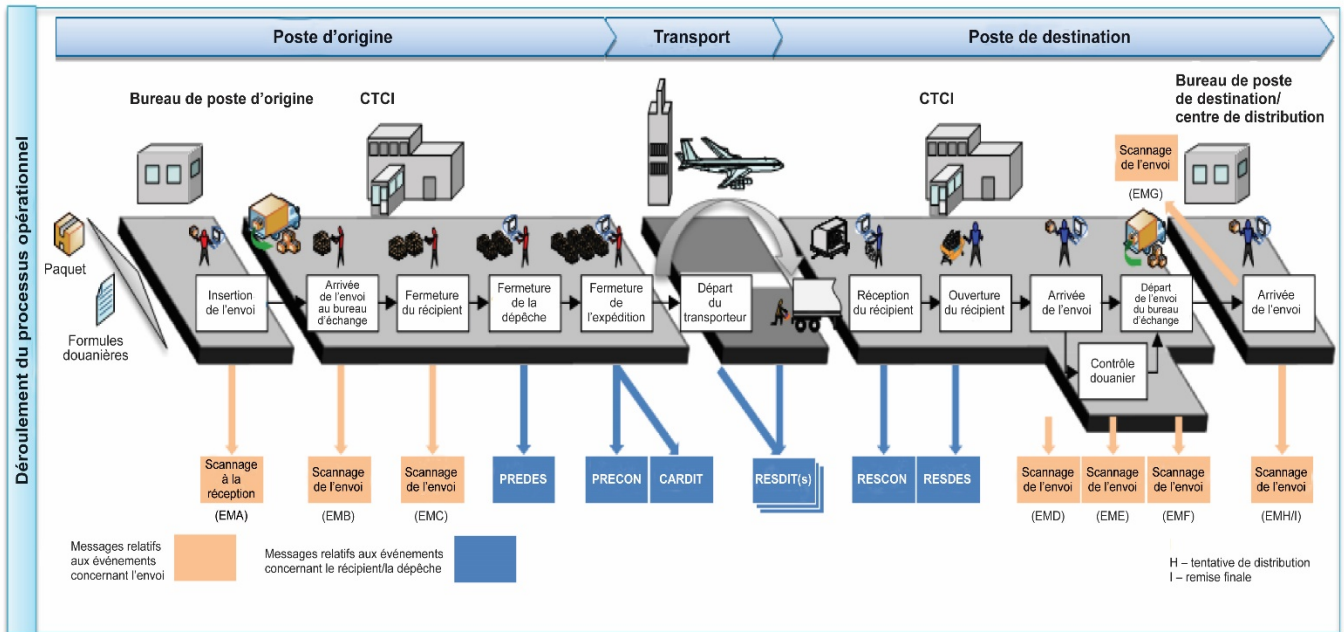 Déroulement du processus opérationnel
Poste d'origine
Transport
Poste de destination
Bureau de poste d'origine
CTCI
CTCI
Bureau de poste
de destination/
centre de distribution
Scannage
de l'envoi
(EMG)
Paquet
Formules
douanières
Insertion
de l'envoi
Arrivée
de l'envoi
au bureau
d'échange
Fermeture
du récipient
Fermeture
de la
dépêche
Fermeture
de
l'expédition
Départ
du
transporteur
Réception
du récipient
Ouverture
du récipient
Arrivée
de l'envoi
Départ
de l'envoi
du bureau
d'échange
Arrivée
de l'envoi
Contrôle
douanier
Scannage
à la
réception
(EMA)
Scannage
de l'envoi
(EMB)
Scannage
de l'envoi
(EMC)
PREDES
PRECON
CARDIT
RESDIT(s)
RESCON
RESDES
Scannage
de l'envoi
(EMD)
Scannage
de l'envoi
(EME)
Scannage
de l'envoi
(EMF)
Scannage
de l'envoi
(EMH/I)
Messages relatifs
aux événements
concernant l'envoi
Messages relatifs aux événements
concernant le récipient/la dépêche
H – tentative de distribution
I – remise finale